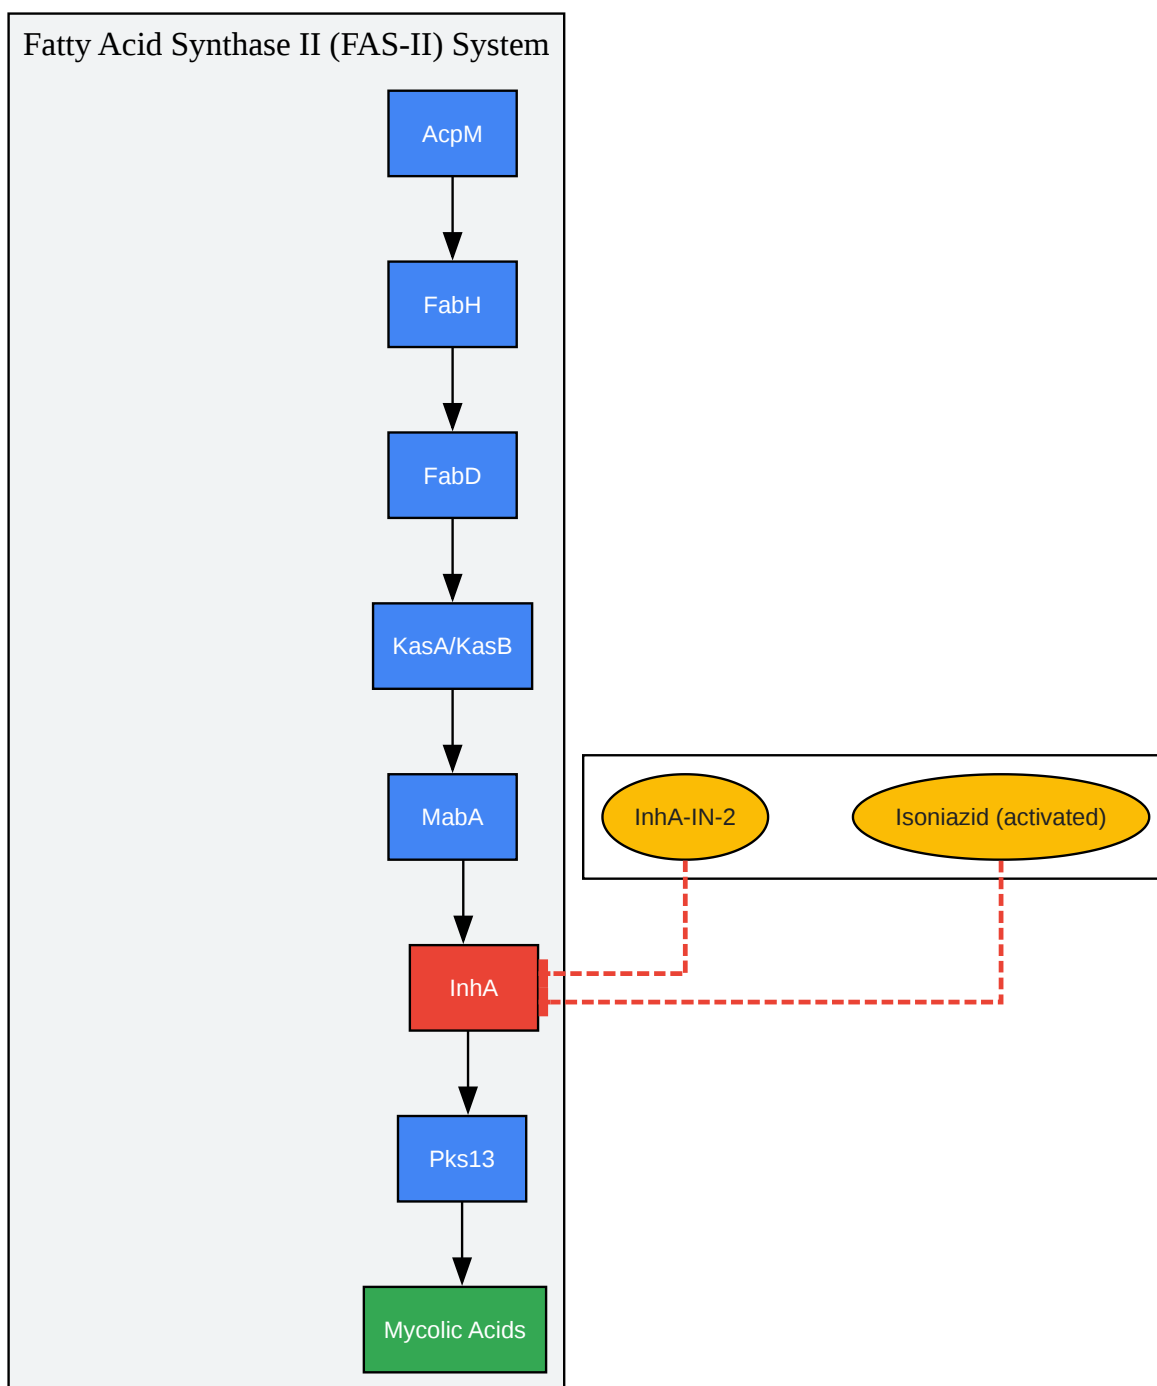 Fatty Acid Synthase II (FAS-II) System
AcpM
FabH
FabD
KasA/KasB
MabA
InhA-IN-2
Isoniazid (activated)
InhA
Pks13
Mycolic Acids